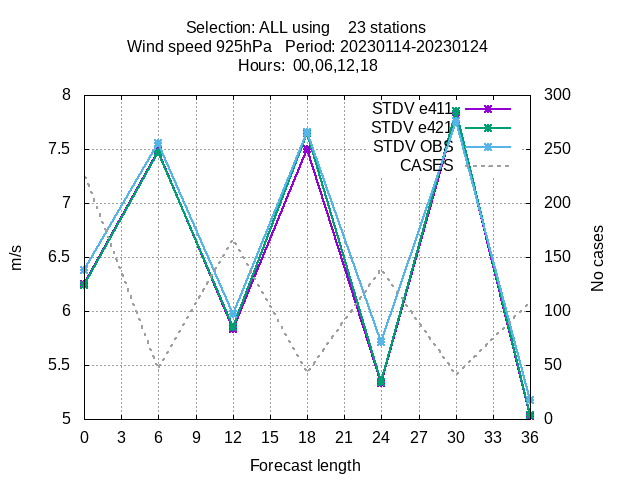 Selection: ALL using    23 stations
Wind speed 925hPa   Period: 20230114-20230124
Hours:  00,06,12,18
STDV e411
STDV e421
STDV OBS
CASES
8
7.5
7
6.5
6
5.5
5
m/s
300
250
200
150
100
50
0
No cases
0 3 6 9 12 15 18 21 24 27 30 33 36
Forecast length